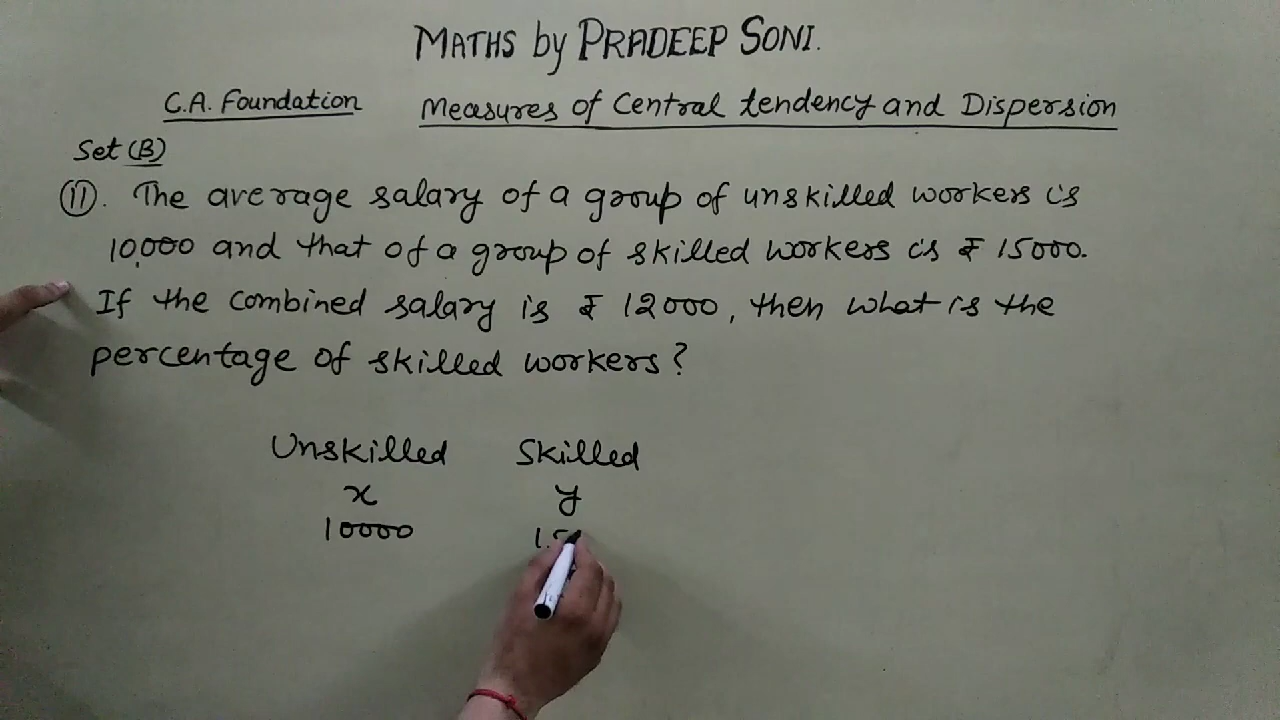 MATHS by PRADEEP SONI.
C.A. Foundation Measures of Central tendency and Dispersion
Set (B)
(11). The average salary of a group of unskilled workers is
10,000 and that of a group of skilled workers is ₹ 15000.
If the combined salary is ₹ 12000, then what is the
percentage of skilled workers?
Unskilled Skilled
x y
10000 15